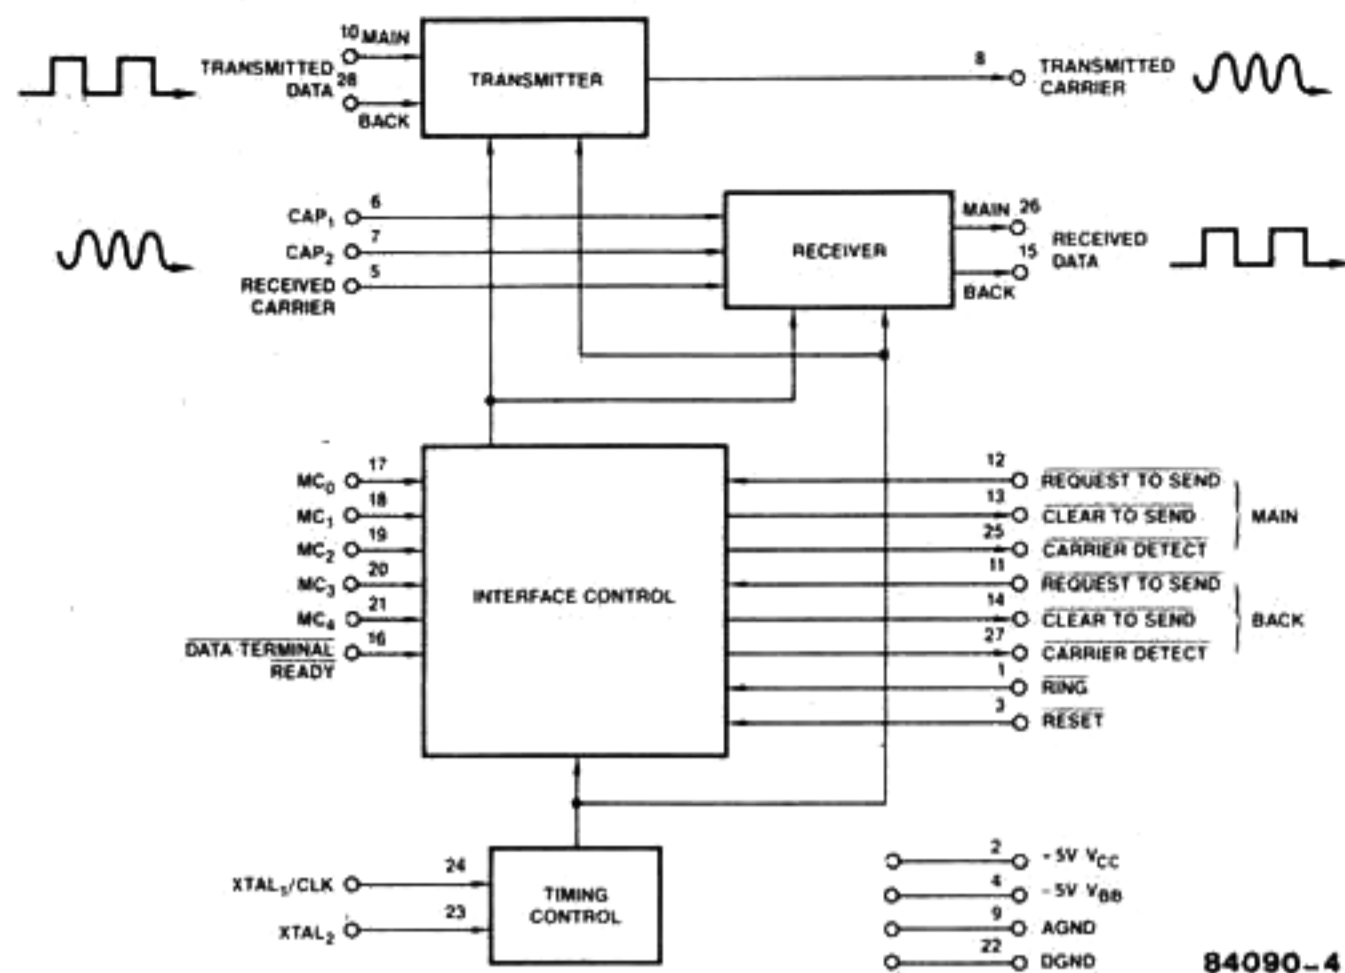 10 MAIN
TRANSMITTED
DATA
28
BACK
TRANSMITTER
8
TRANSMITTED
CARRIER
CAP₁ 6
CAP₂ 7
RECEIVED
CARRIER
5
RECEIVER
MAIN 26
RECEIVED
DATA
15
BACK
MC₀ 17
MC₁ 18
MC₂ 19
MC₃ 20
MC₄ 21
DATA TERMINAL
READY
16
INTERFACE CONTROL
12 REQUEST TO SEND
13 CLEAR TO SEND
25 CARRIER DETECT
MAIN
11 REQUEST TO SEND
14 CLEAR TO SEND
27 CARRIER DETECT
BACK
1 RING
3 RESET
XTAL₁/CLK 24
XTAL₂ 23
TIMING
CONTROL
2 -5V VCC
4 -5V VBB
9 AGND
22 DGND
84090-4